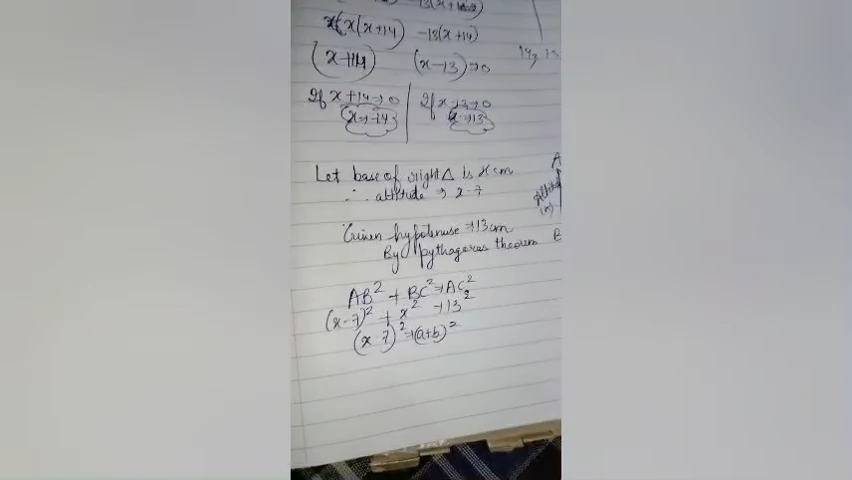 x(x+14) -13(x+14)
(x+14) (x-13)=0
If x+14=0 If x-13=0
x=-14 x=13
Let base of right △ is x cm
∴ altitude ⇒ x-7
Given hypotenuse ⇒ 13cm
By pythagoras theorem
AB² + BC² ⇒ AC²
(x-7)² + x² ⇒ 13²
(x 7)² ⇒ (a+b)²
A
B